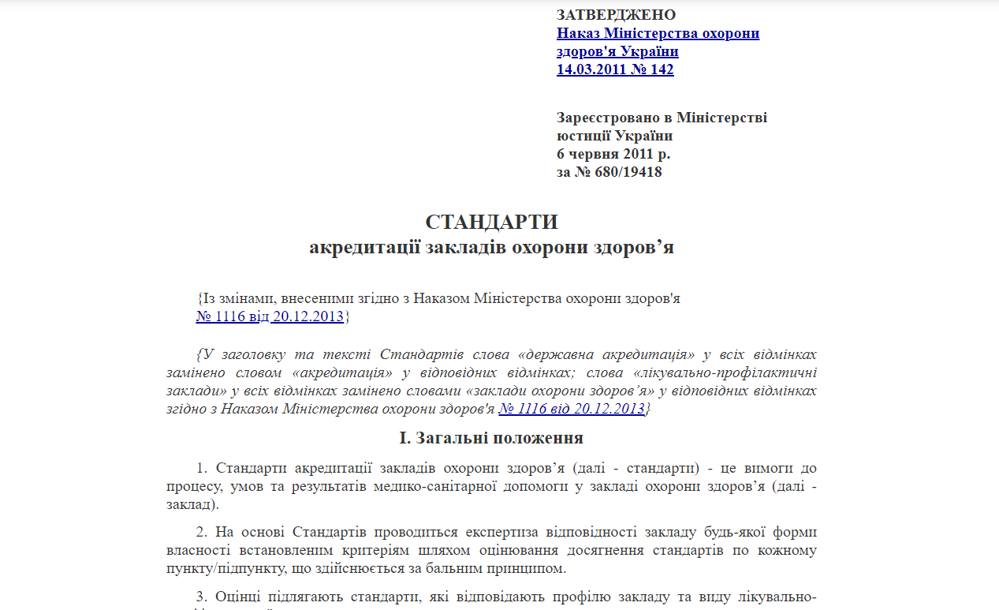 ЗАТВЕРДЖЕНО
Наказ Міністерства охорони
здоров'я України
14.03.2011 № 142
Зареєстровано в Міністерстві
юстиції України
6 червня 2011 р.
за № 680/19418
СТАНДАРТИ
акредитації закладів охорони здоров’я
{Із змінами, внесеними згідно з Наказом Міністерства охорони здоров'я
№ 1116 від 20.12.2013}
{У заголовку та тексті Стандартів слова «державна акредитація» у всіх відмінках
замінено словом «акредитація» у відповідних відмінках; слова «лікувально-профілактичні
заклади» у всіх відмінках замінено словами «заклади охорони здоров’я» у відповідних відмінках
згідно з Наказом Міністерства охорони здоров'я № 1116 від 20.12.2013}
I. Загальні положення
1. Стандарти акредитації закладів охорони здоров’я (далі - стандарти) - це вимоги до
процесу, умов та результатів медико-санітарної допомоги у закладі охорони здоров’я (далі -
заклад).
2. На основі Стандартів проводиться експертиза відповідності закладу будь-якої форми
власності встановленим критеріям шляхом оцінювання досягнення стандартів по кожному
пункту/підпункту, що здійснюється за бальним принципом.
3. Оцінці підлягають стандарти, які відповідають профілю закладу та виду лікувально-